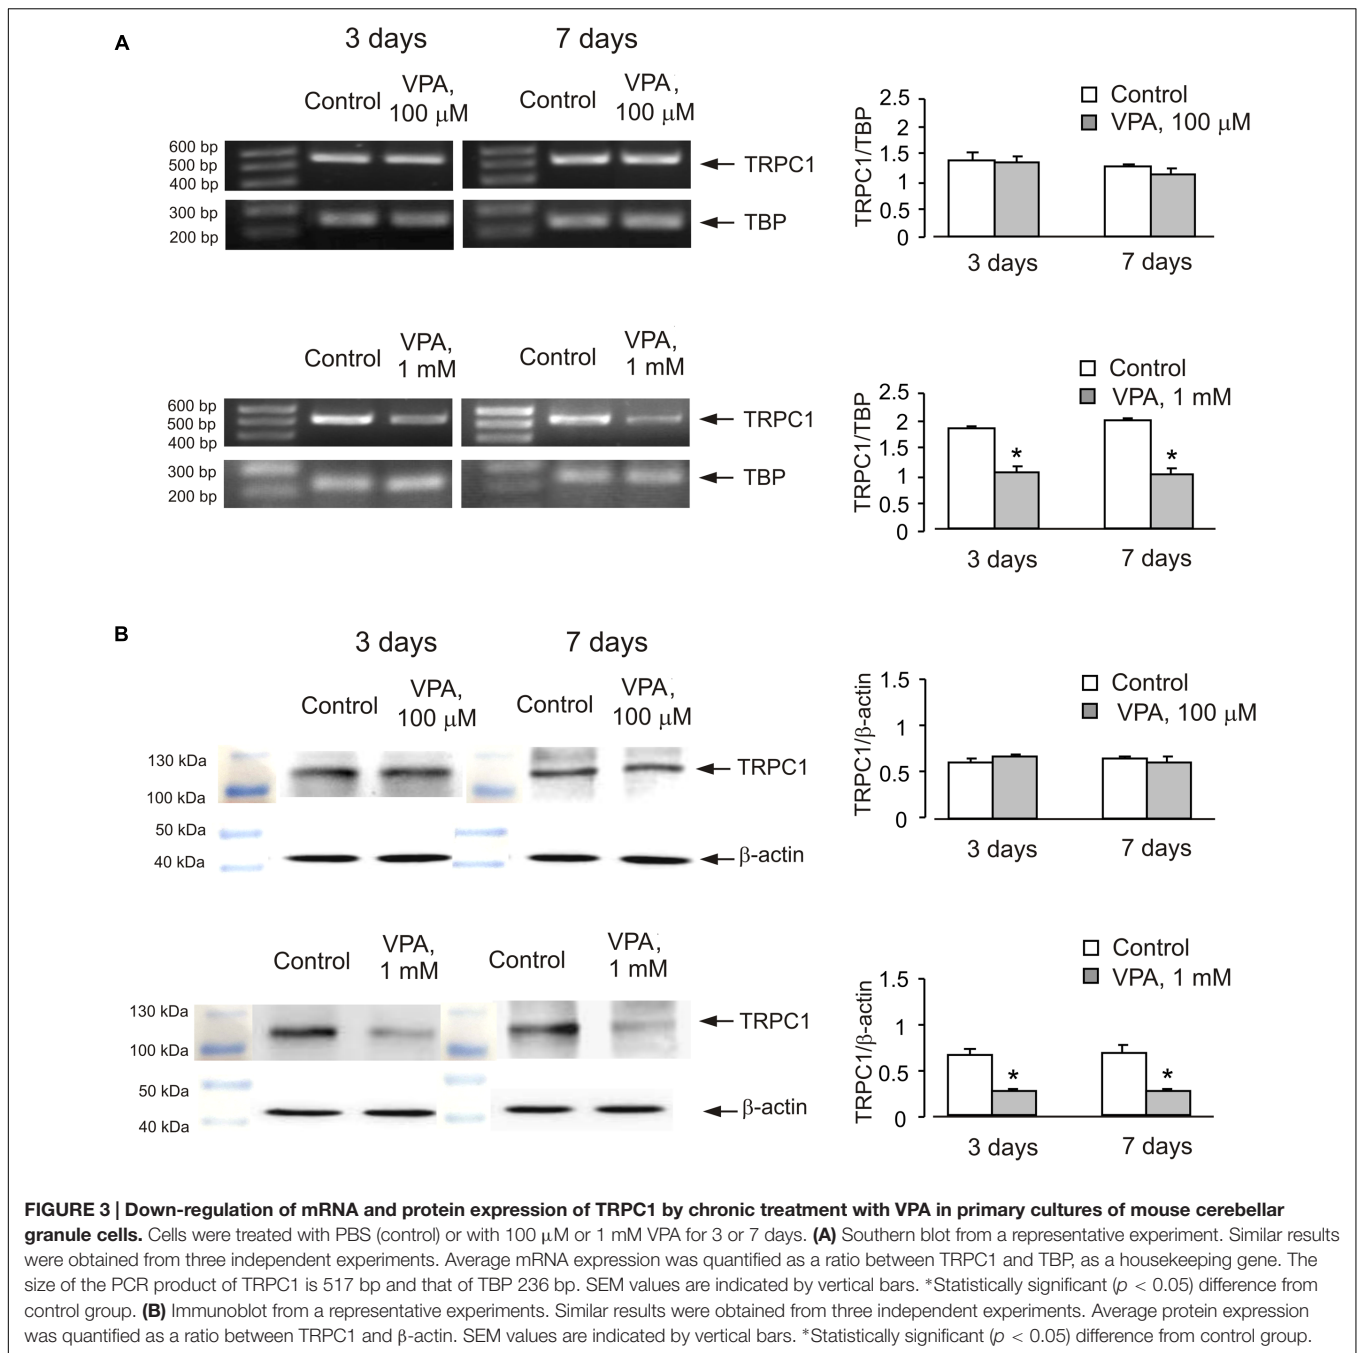 A
3 days
7 days
Control
VPA,
100 μM
Control
VPA,
100 μM
600 bp
500 bp
400 bp
TRPC1
300 bp
200 bp
TBP
TRPC1/TBP
2.5
2
1.5
1
0.5
0
Control
VPA, 100 μM
3 days
7 days
Control
VPA,
1 mM
Control
VPA,
1 mM
600 bp
500 bp
400 bp
TRPC1
300 bp
200 bp
TBP
TRPC1/TBP
2.5
2
1.5
1
0.5
0
Control
VPA, 1 mM
*
*
3 days
7 days
B
3 days
7 days
Control
VPA,
100 μM
Control
VPA,
100 μM
130 kDa
100 kDa
TRPC1
50 kDa
40 kDa
β-actin
TRPC1/β-actin
1.5
1
0.5
0
Control
VPA, 100 μM
3 days
7 days
Control
VPA,
1 mM
Control
VPA,
1 mM
130 kDa
100 kDa
TRPC1
50 kDa
40 kDa
β-actin
TRPC1/β-actin
1.5
1
0.5
0
Control
VPA, 1 mM
*
*
3 days
7 days
FIGURE 3 | Down-regulation of mRNA and protein expression of TRPC1 by chronic treatment with VPA in primary cultures of mouse cerebellar
granule cells. Cells were treated with PBS (control) or with 100 μM or 1 mM VPA for 3 or 7 days. (A) Southern blot from a representative experiment. Similar results
were obtained from three independent experiments. Average mRNA expression was quantified as a ratio between TRPC1 and TBP, as a housekeeping gene. The
size of the PCR product of TRPC1 is 517 bp and that of TBP 236 bp. SEM values are indicated by vertical bars. *Statistically significant (p < 0.05) difference from
control group. (B) Immunoblot from a representative experiments. Similar results were obtained from three independent experiments. Average protein expression
was quantified as a ratio between TRPC1 and β-actin. SEM values are indicated by vertical bars. *Statistically significant (p < 0.05) difference from control group.